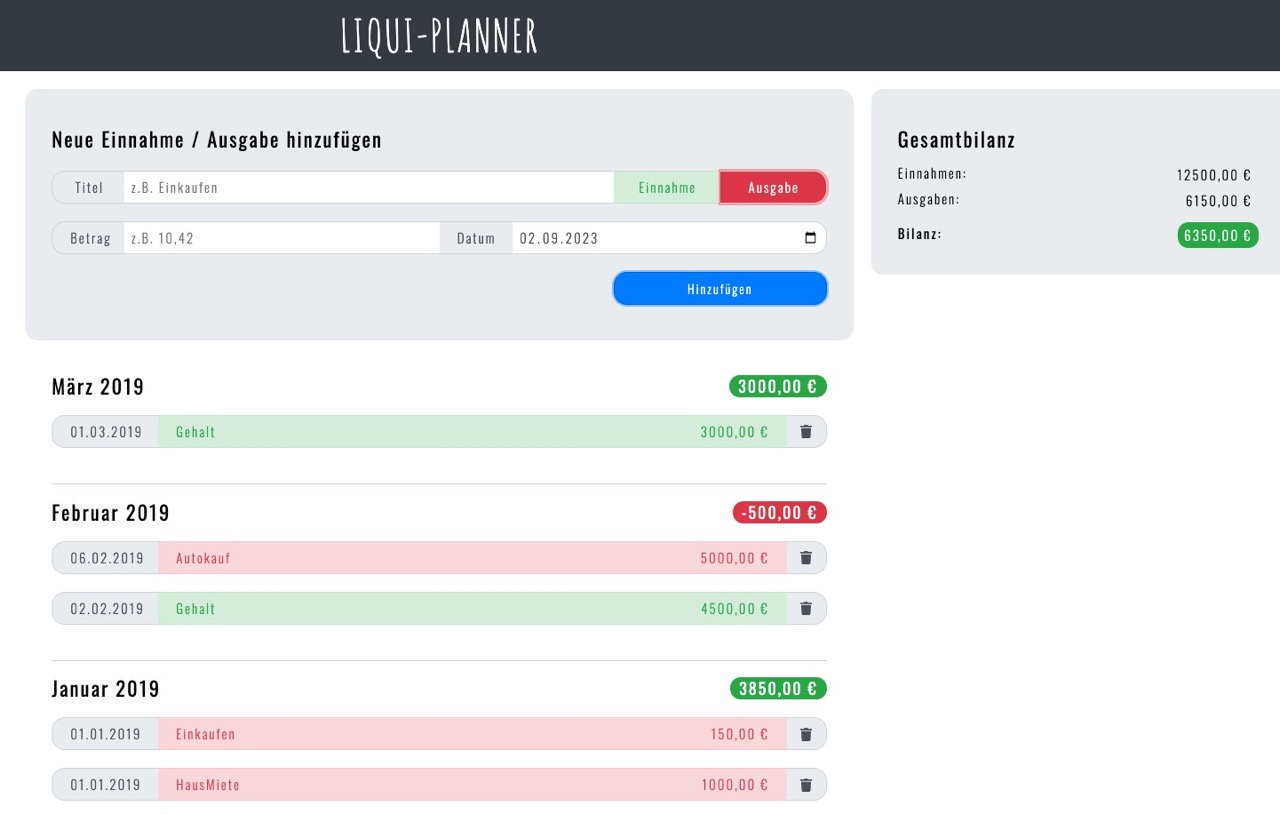 LIQUI-PLANNER
Neue Einnahme / Ausgabe hinzufügen
Titel z.B. Einkaufen Einnahme Ausgabe
Betrag z.B. 10,42 Datum 02.09.2023
Hinzufügen
Gesamtbilanz
Einnahmen: 12500,00 €
Ausgaben: 6150,00 €
Bilanz: 6350,00 €
März 2019 3000,00 €
01.03.2019 Gehalt 3000,00 €
Februar 2019 -500,00 €
06.02.2019 Autokauf 5000,00 €
02.02.2019 Gehalt 4500,00 €
Januar 2019 3850,00 €
01.01.2019 Einkaufen 150,00 €
01.01.2019 HausMiete 1000,00 €